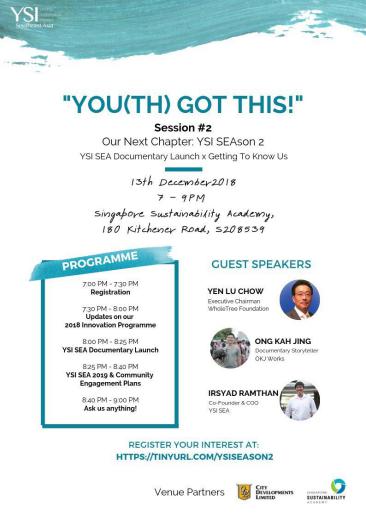 YSI
Southeast Asia
"YOU(TH) GOT THIS!"
Session #2
Our Next Chapter: YSI SEAson 2
YSI SEA Documentary Launch x Getting To Know Us
13th December2018
7 - 9PM
Singapore Sustainability Academy,
180 Kitchener Road, S208539
PROGRAMME
7:00 PM - 7:30 PM
Registration
7:30 PM - 8:00 PM
Updates on our
2018 Innovation Programme
8:00 PM - 8:25 PM
YSI SEA Documentary Launch
8:25 PM - 8:40 PM
YSI SEA 2019 & Community
Engagement Plans
8:40 PM - 9:00 PM
Ask us anything!
GUEST SPEAKERS
YEN LU CHOW
Executive Chairman
WholeTree Foundation
ONG KAH JING
Documentary Storyteller
OKJ Works
IRSYAD RAMTHAN
Co-Founder & COO
YSI SEA
REGISTER YOUR INTEREST AT:
HTTPS://TINYURL.COM/YSISEASON2
Venue Partners
CITY
DEVELOPMENTS
LIMITED
SINGAPORE
SUSTAINABILITY
ACADEMY